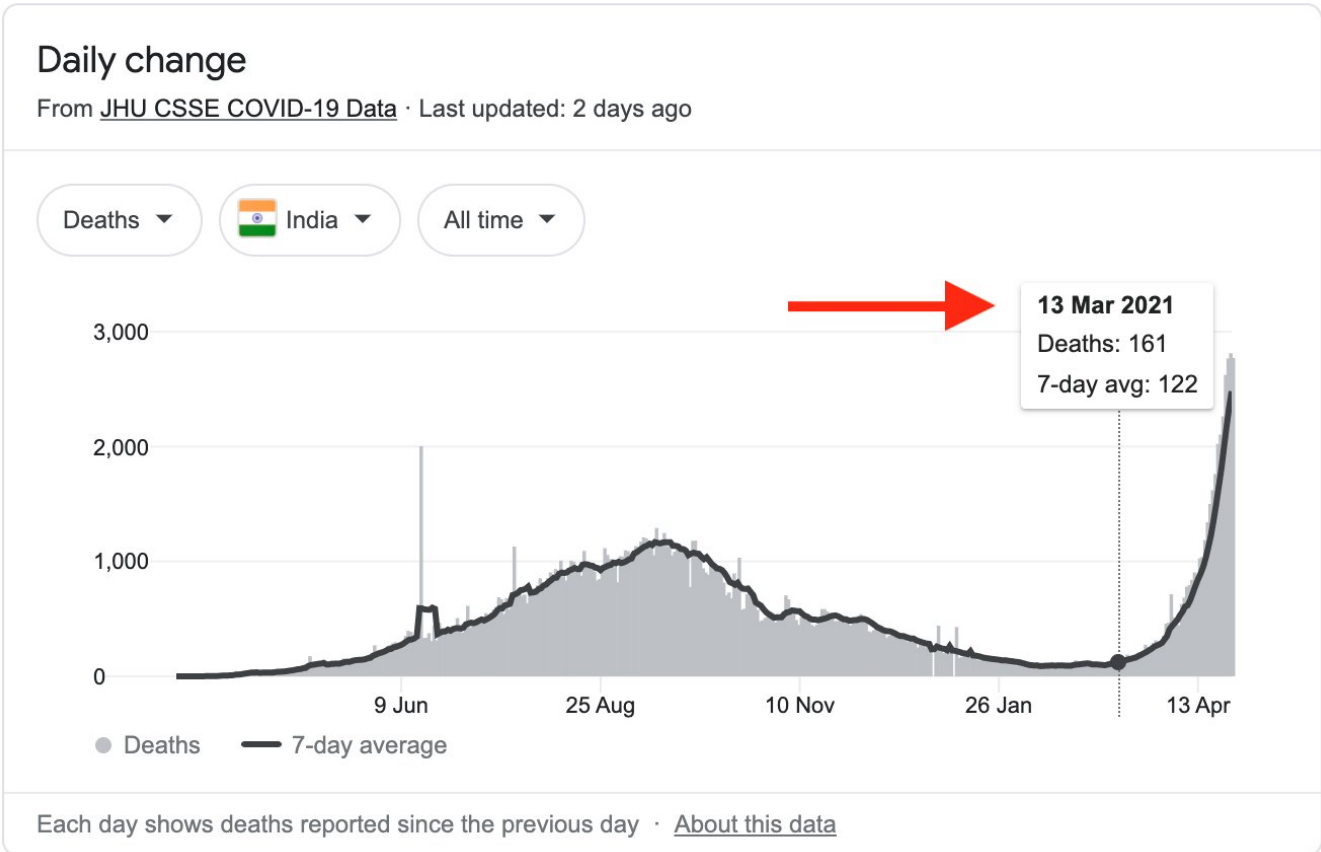 Daily change
From JHU CSSE COVID-19 Data · Last updated: 2 days ago
Deaths India All time
13 Mar 2021
Deaths: 161
7-day avg: 122
3,000
2,000
1,000
0
9 Jun 25 Aug 10 Nov 26 Jan 13 Apr
Deaths 7-day average
Each day shows deaths reported since the previous day · About this data